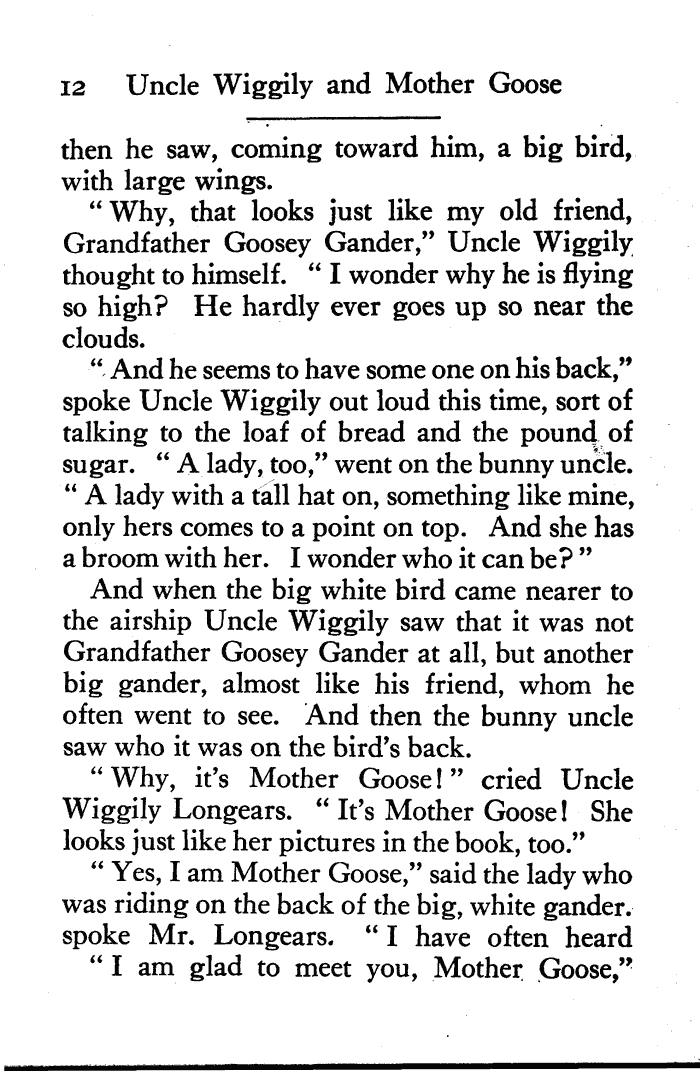 12 Uncle Wiggily and Mother Goose
then he saw, coming toward him, a big bird,
with large wings.
“ Why, that looks just like my old friend,
Grandfather Goosey Gander,” Uncle Wiggily
thought to himself. “ I wonder why he is flying
so high? He hardly ever goes up so near the
clouds.
“ And he seems to have some one on his back,”
spoke Uncle Wiggily out loud this time, sort of
talking to the loaf of bread and the pound of
sugar. “ A lady, too,” went on the bunny uncle.
“ A lady with a tall hat on, something like mine,
only hers comes to a point on top. And she has
a broom with her. I wonder who it can be? ”
And when the big white bird came nearer to
the airship Uncle Wiggily saw that it was not
Grandfather Goosey Gander at all, but another
big gander, almost like his friend, whom he
often went to see. And then the bunny uncle
saw who it was on the bird’s back.
“ Why, it’s Mother Goose! ” cried Uncle
Wiggily Longears. “ It’s Mother Goose! She
looks just like her pictures in the book, too.”
“ Yes, I am Mother Goose,” said the lady who
was riding on the back of the big, white gander.
spoke Mr. Longears. “ I have often heard
“ I am glad to meet you, Mother Goose,”